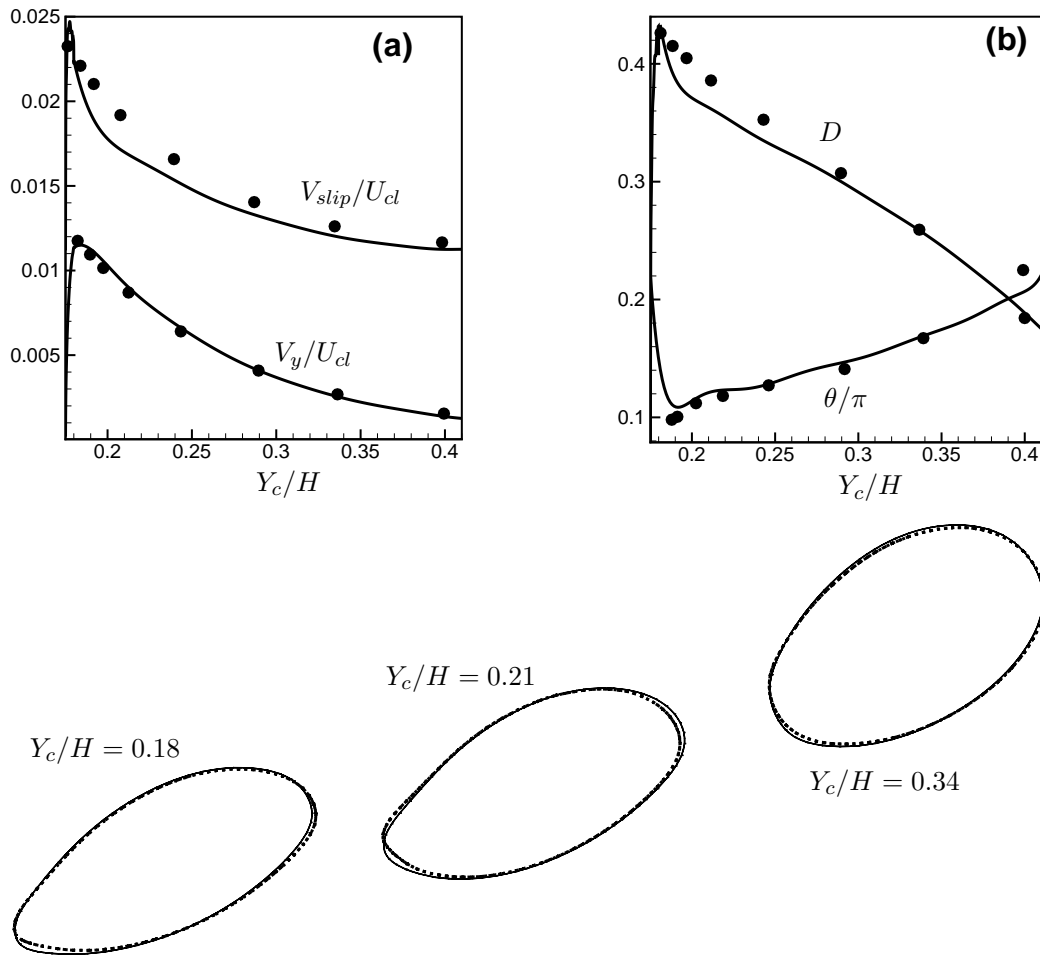 (a)
0.025
0.02
0.015
0.01
0.005
V_{slip}/U_{cl}
V_y/U_{cl}
0.2 0.25 0.3 0.35 0.4
Y_c/H
(b)
0.4
0.3
0.2
0.1
D
θ/π
0.2 0.25 0.3 0.35 0.4
Y_c/H
Y_c/H = 0.18
Y_c/H = 0.21
Y_c/H = 0.34